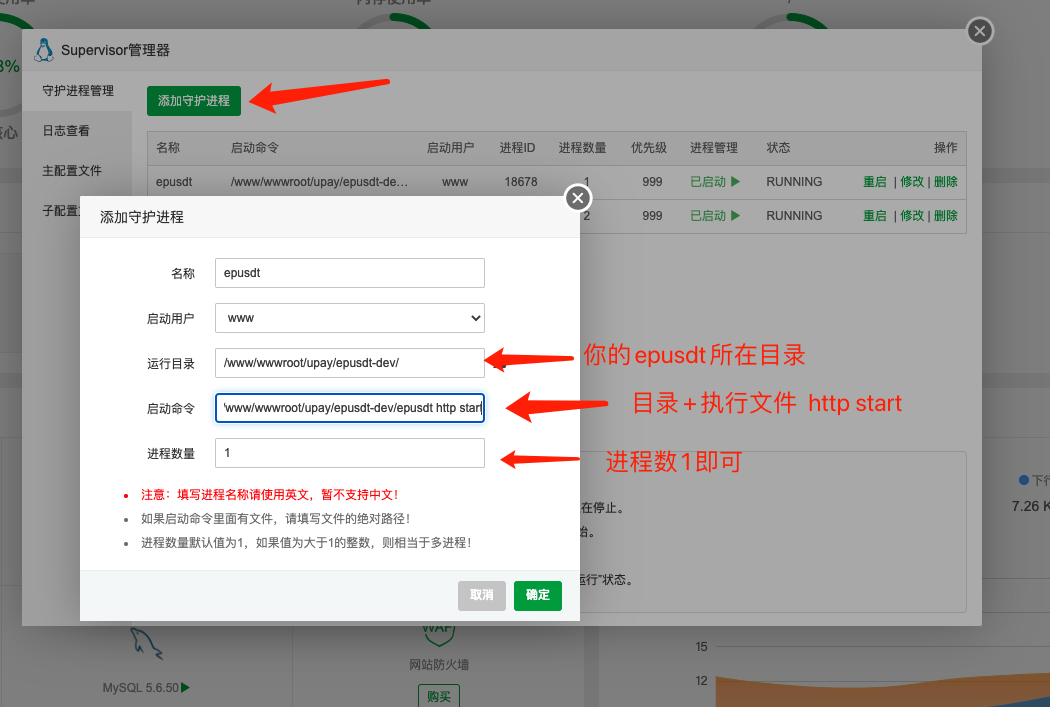 Supervisor管理器
8%
核心
守护进程管理
添加守护进程
日志查看
主配置文件
名称 启动命令 启动用户 进程ID 进程数量 优先级 进程管理 状态 操作
epusdt /www/wwwroot/upay/epusdt-de… www 18678 1 999 已启动 RUNNING 重启 | 修改 | 删除
子配置
2 999 已启动 RUNNING 重启 | 修改 | 删除
添加守护进程
名称 epusdt
启动用户 www
运行目录 /www/wwwroot/upay/epusdt-dev/
你的epusdt所在目录
启动命令 /www/wwwroot/upay/epusdt-dev/epusdt http start
目录+执行文件 http start
进程数量 1
进程数1即可
注意：填写进程名称请使用英文，暂不支持中文！
如果启动命令里面有文件，请填写文件的绝对路径！
进程数量默认值为1，如果值为大于1的整数，则相当于多进程！
在停止。
始。
运行"状态。
下行
7.26 K
取消 确定
WAF
网站防火墙
MySQL 5.6.50
购买
15
12